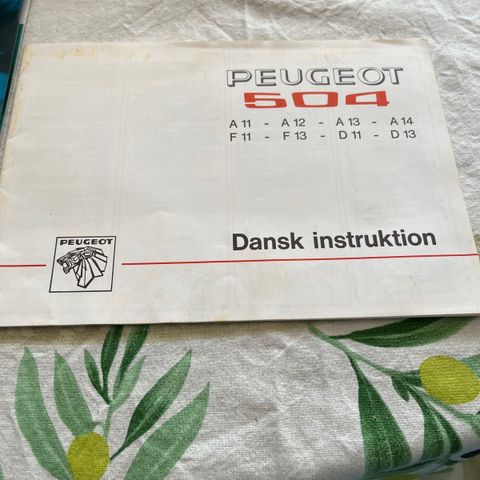 PEUGEOT
504
A 11 - A 12 - A 13 - A 14
F 11 - F 13 - D 11 - D 13
Dansk instruktion
PEUGEOT